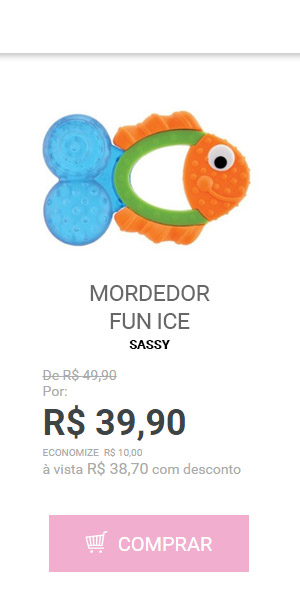 MORDEDOR
FUN ICE
SASSY
De R$ 49,90
Por:
R$ 39,90
ECONOMIZE R$ 10,00
à vista R$ 38,70 com desconto
COMPRAR